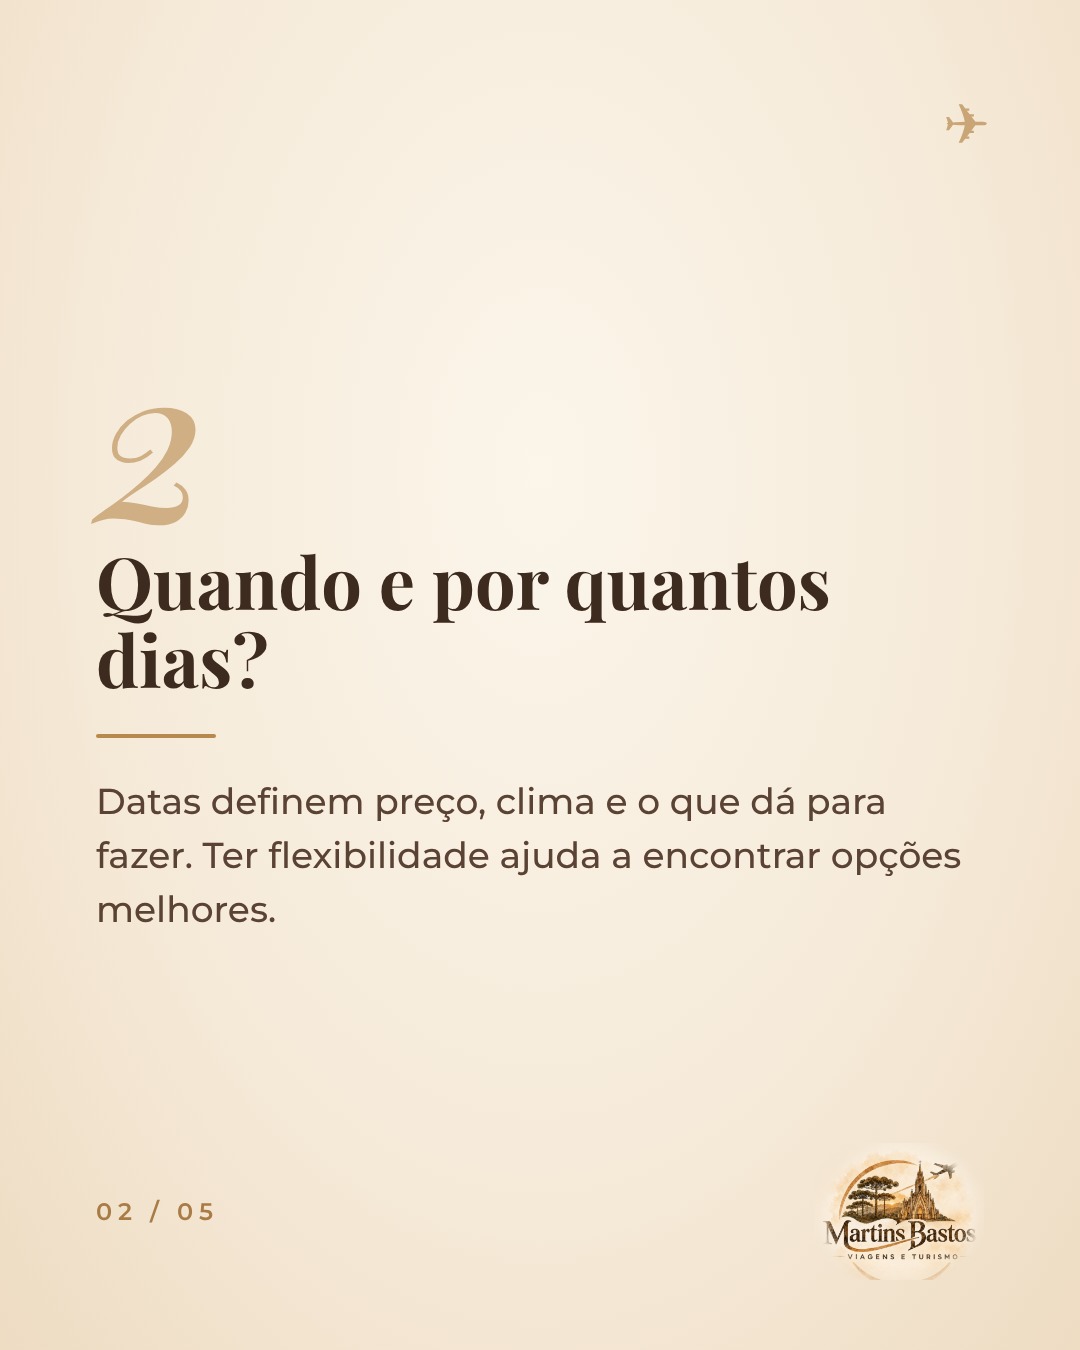 2
Quando e por quantos
dias?
Datas definem preço, clima e o que dá para
fazer. Ter flexibilidade ajuda a encontrar opções
melhores.
02 / 05
Martins Bastos
VIAGENS E TURISMO